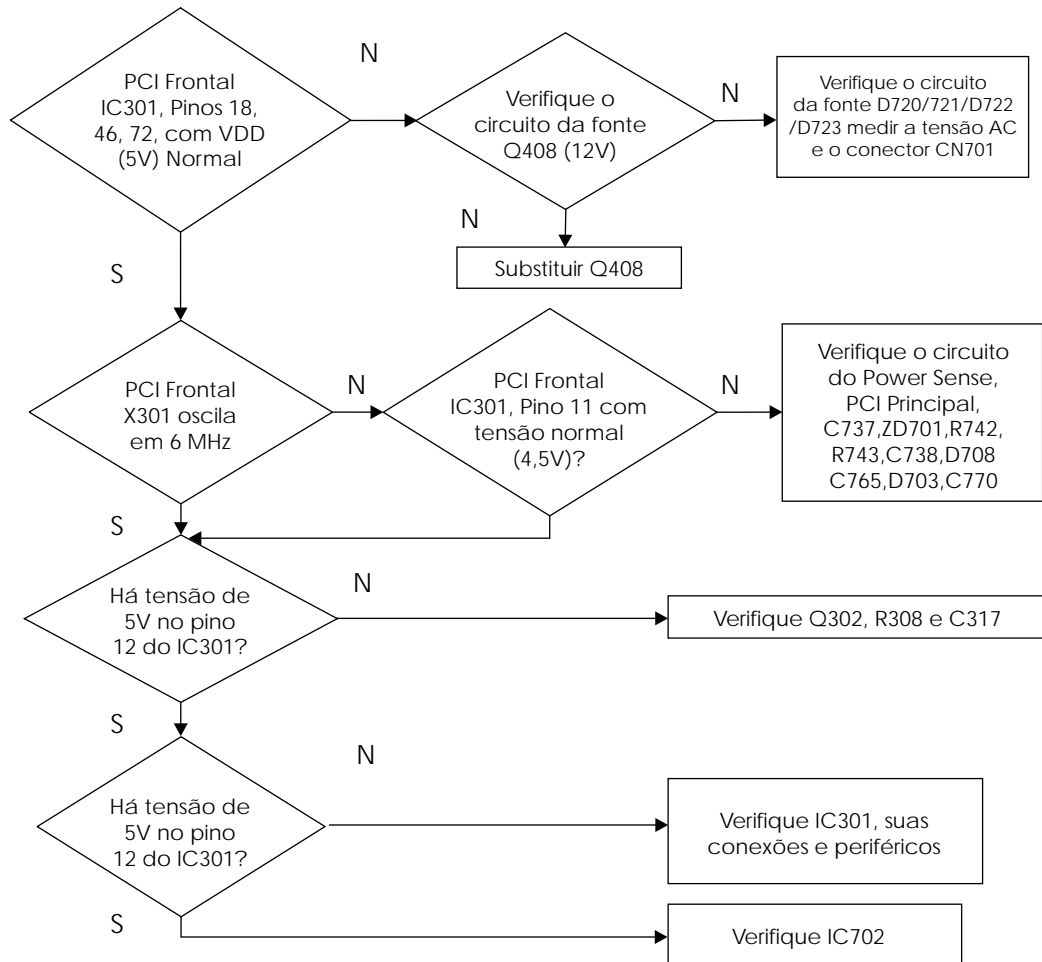 PCI Frontal
IC301, Pinos 18,
46, 72, com VDD
(5V) Normal
N
Verifique o
circuito da fonte
Q408 (12V)
N
Verifique o circuito
da fonte D720/721/D722
/D723 medir a tensão AC
e o conector CN701
N
Substituir Q408
S
PCI Frontal
X301 oscila
em 6 MHz
N
PCI Frontal
IC301, Pino 11 com
tensão normal
(4,5V)?
N
Verifique o circuito
do Power Sense,
PCI Principal,
C737,ZD701,R742,
R743,C738,D708
C765,D703,C770
S
Há tensão de
5V no pino
12 do IC301?
N
Verifique Q302, R308 e C317
S
Há tensão de
5V no pino
12 do IC301?
N
Verifique IC301, suas
conexões e periféricos
S
Verifique IC702